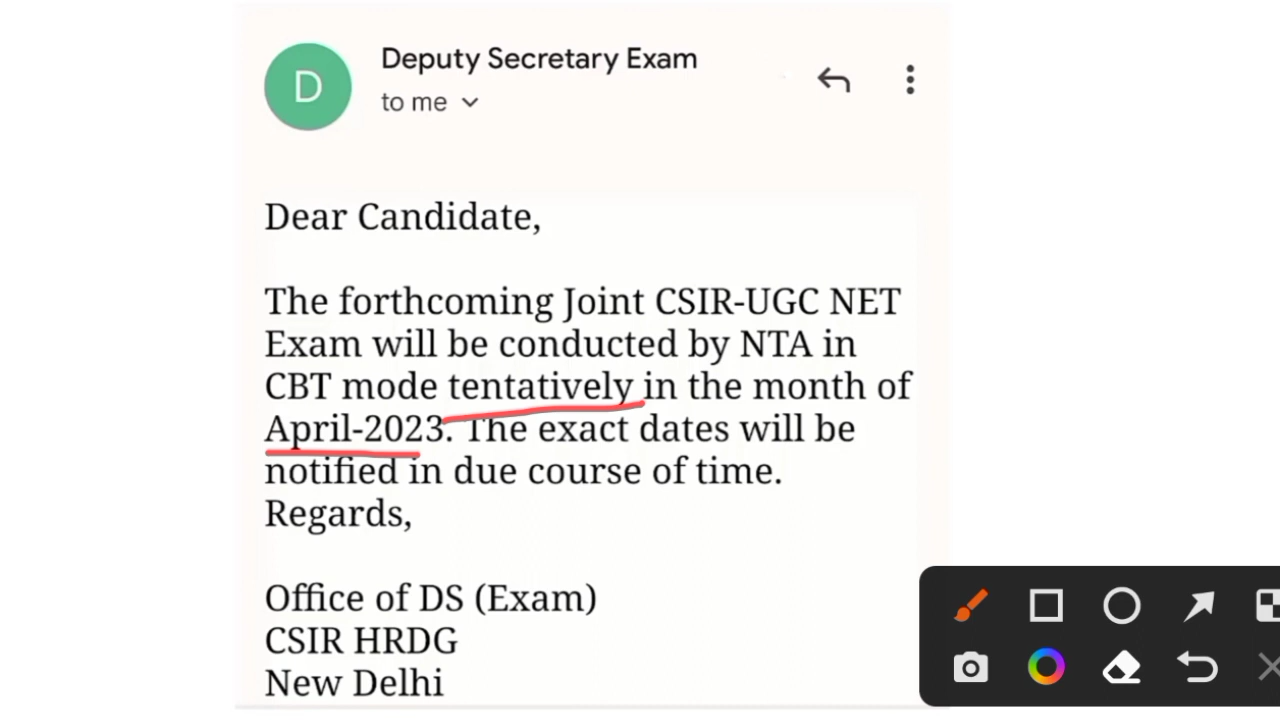 D
Deputy Secretary Exam
to me
Dear Candidate,
The forthcoming Joint CSIR-UGC NET
Exam will be conducted by NTA in
CBT mode tentatively in the month of
April-2023. The exact dates will be
notified in due course of time.
Regards,
Office of DS (Exam)
CSIR HRDG
New Delhi